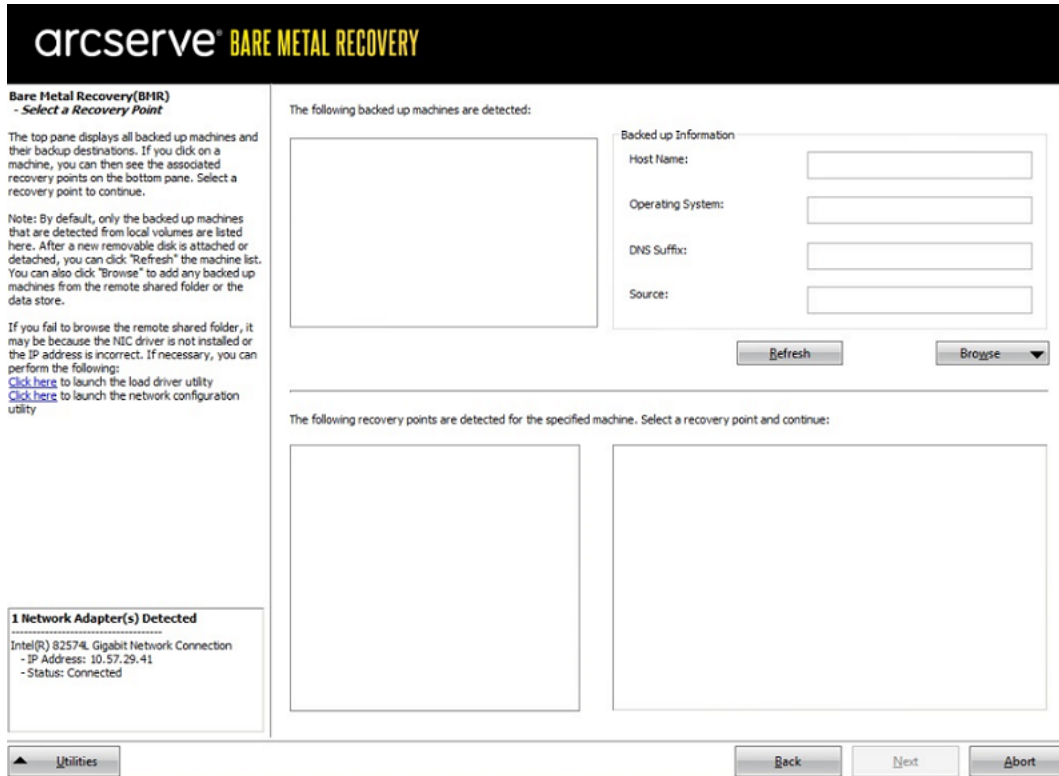 arcserve® BARE METAL RECOVERY
Bare Metal Recovery(BMR)
- Select a Recovery Point
The top pane displays all backed up machines and
their backup destinations. If you click on a
machine, you can then see the associated
recovery points on the bottom pane. Select a
recovery point to continue.
Note: By default, only the backed up machines
that are detected from local volumes are listed
here. After a new removable disk is attached or
detached, you can click "Refresh" the machine list.
You can also click "Browse" to add any backed up
machines from the remote shared folder or the
data store.
If you fail to browse the remote shared folder, it
may be because the NIC driver is not installed or
the IP address is incorrect. If necessary, you can
perform the following:
Click here to launch the load driver utility
Click here to launch the network configuration
utility
1 Network Adapter(s) Detected
------------------------------------
Intel(R) 82574L Gigabit Network Connection
- IP Address: 10.57.29.41
- Status: Connected
The following backed up machines are detected:
Backed up Information
Host Name:
Operating System:
DNS Suffix:
Source:
Refresh
Browse
The following recovery points are detected for the specified machine. Select a recovery point and continue:
Utilities
Back
Next
Abort